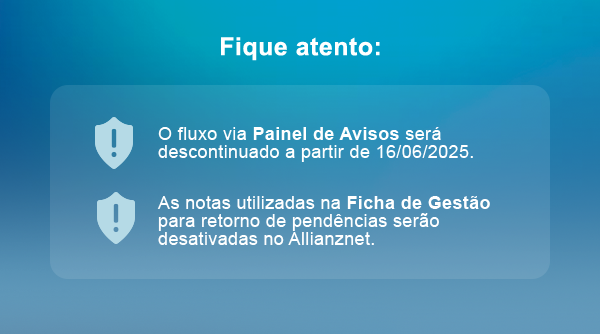 Fique atento:
O fluxo via Painel de Avisos será
descontinuado a partir de 16/06/2025.
As notas utilizadas na Ficha de Gestão
para retorno de pendências serão
desativadas no Allianznet.